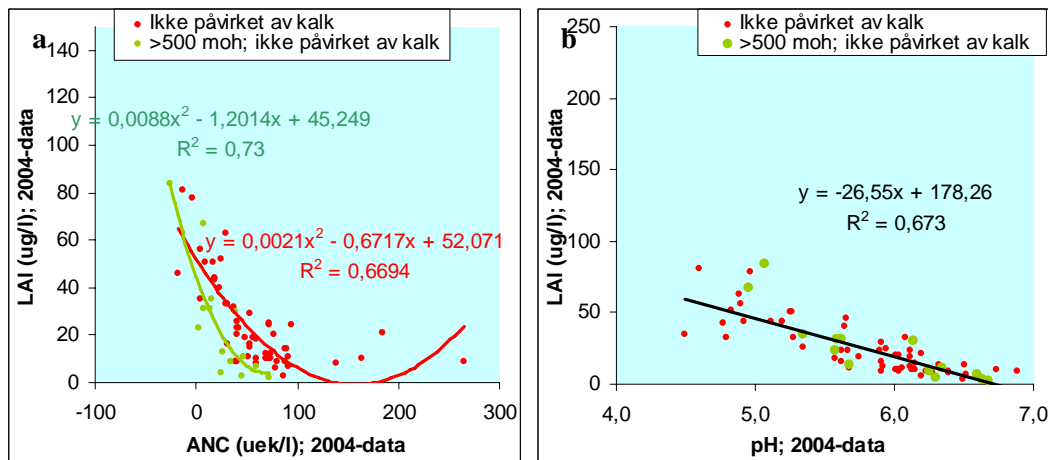 Ikke påvirket av kalk
>500 moh; ikke påvirket av kalk
a
140
120
100
80
60
40
20
0
LAl (ug/l); 2004-data
y = 0,0088x² - 1,2014x + 45,249
R² = 0,73
y = 0,0021x² - 0,6717x + 52,071
R² = 0,6694
-100
0
100
200
300
ANC (uek/l); 2004-data
Ikke påvirket av kalk
>500 moh; ikke påvirket av kalk
b
250
200
150
100
50
0
LAl (ug/l); 2004-data
y = -26,55x + 178,26
R² = 0,673
4,0
5,0
6,0
7,0
pH; 2004-data